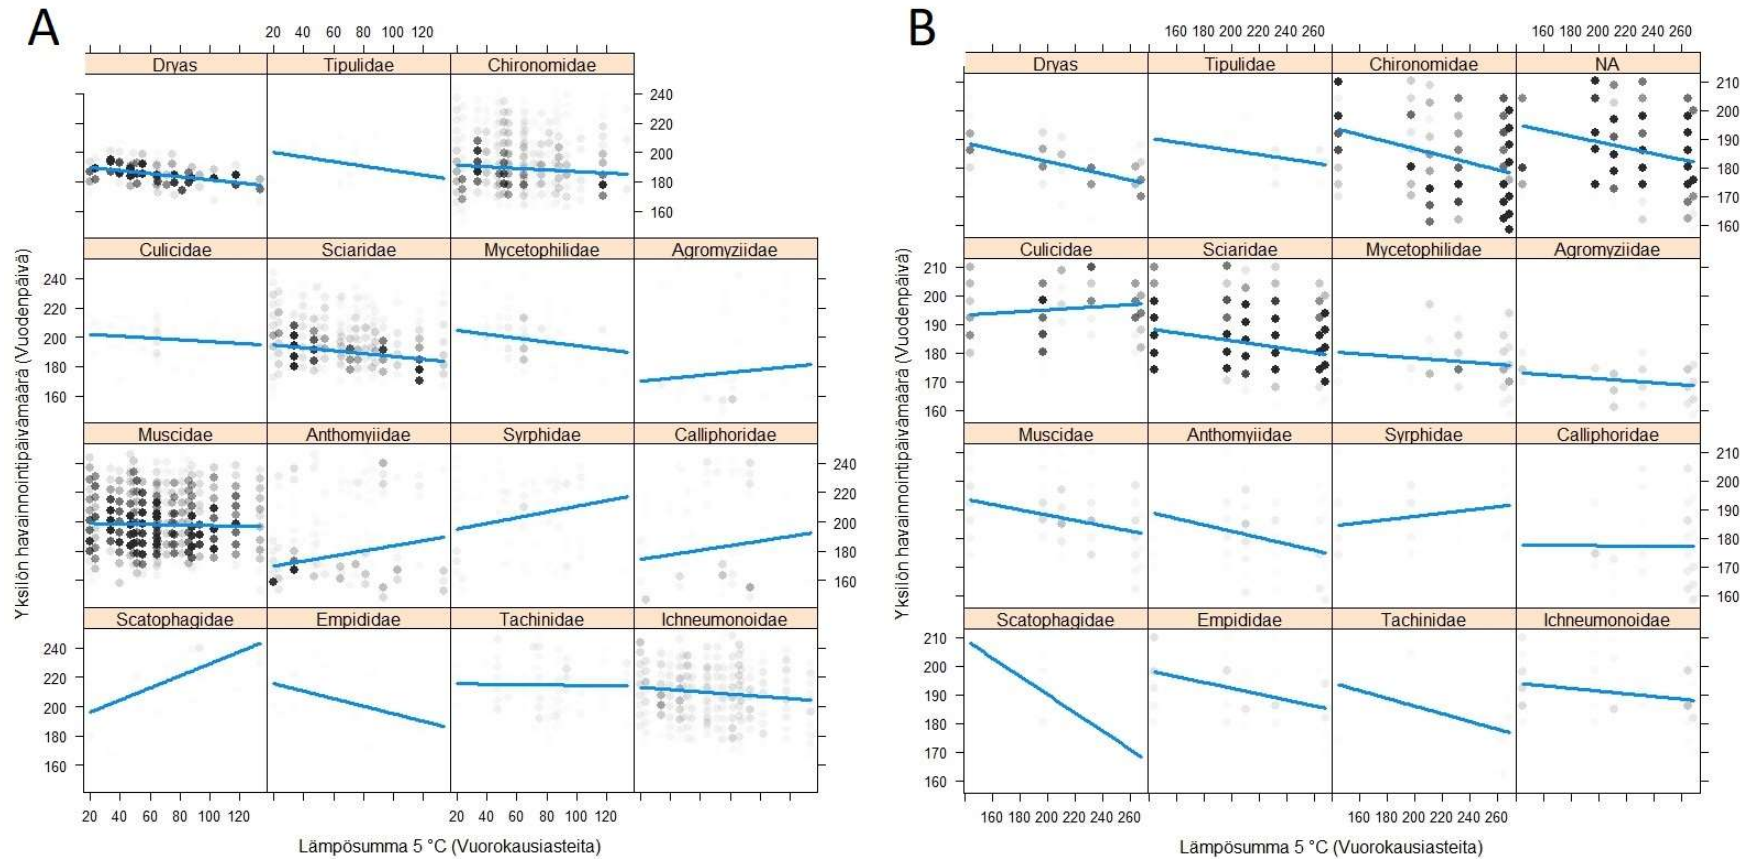 A
20 40 60 80 100 120
Dryas Tipulidae Chironomidae
240
220
200
180
160
Culicidae Sciaridae Mycetophilidae Agromyziidae
240
220
200
180
160
Muscidae Anthomyiidae Syrphidae Calliphoridae
240
220
200
180
160
Scatophagidae Empididae Tachinidae Ichneumonoidae
240
220
200
180
160
20 40 60 80 100 120 20 40 60 80 100 120
Yksilön havainnointipäivämäärä (Vuodenpäivä)
Lämpösumma 5 °C (Vuorokausiasteita)
B
160 180 200 220 240 260 160 180 200 220 240 260
Dryas Tipulidae Chironomidae NA
210
200
190
180
170
160
Culicidae Sciaridae Mycetophilidae Agromyziidae
210
200
190
180
170
160
Muscidae Anthomyiidae Syrphidae Calliphoridae
210
200
190
180
170
160
Scatophagidae Empididae Tachinidae Ichneumonoidae
210
200
190
180
170
160
160 180 200 220 240 260 160 180 200 220 240 260
Yksilön havainnointipäivämäärä (Vuodenpäivä)
Lämpösumma 5 °C (Vuorokausiasteita)